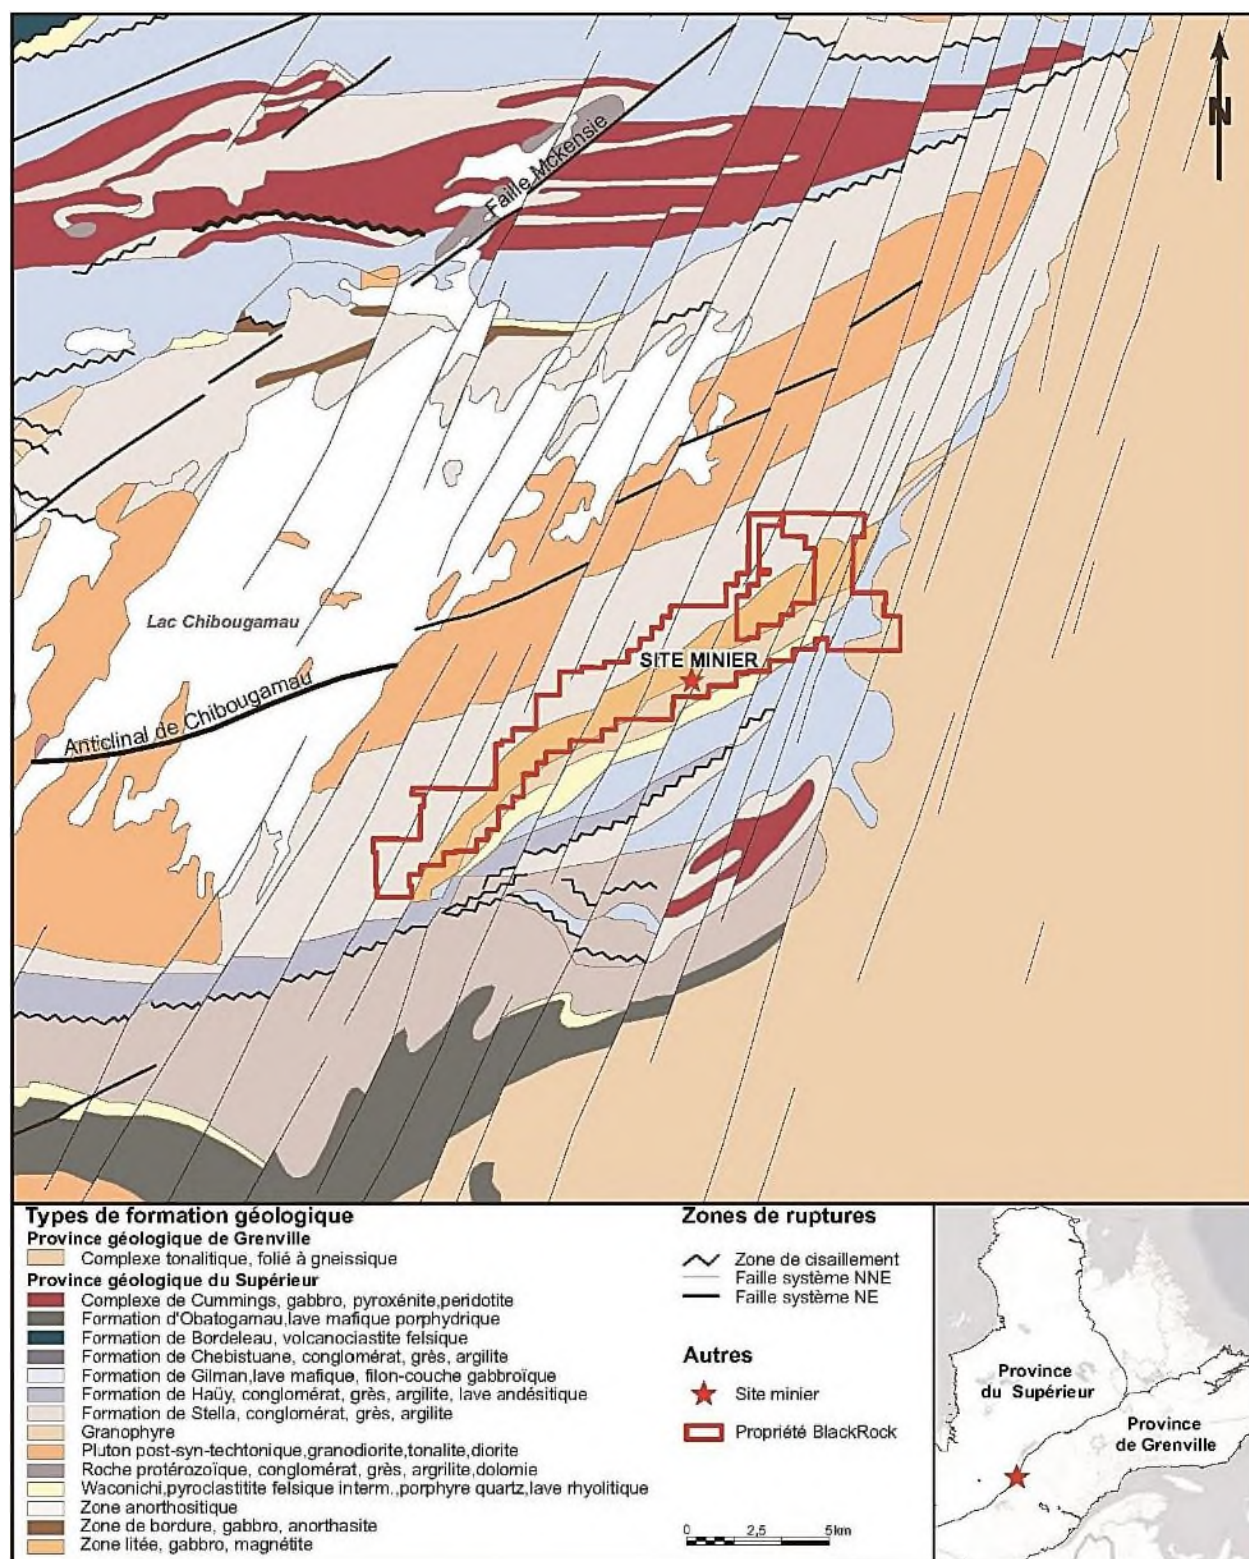 N
Faille Mckensie
Lac Chibougamau
SITE MINIER
Anticlinal de Chibougamau
Types de formation géologique
Province géologique de Grenville
Complexe tonalitique, folié à gneissique
Province géologique du Supérieur
Complexe de Cummings, gabbro, pyroxénite,peridotite
Formation d'Obatogamau,lave mafique porphydrique
Formation de Bordeleau, volcanociastite felsique
Formation de Chebistuane, conglomérat, grès, argilite
Formation de Gilman,lave mafique, filon-couche gabbroïque
Formation de Haüy, conglomérat, grès, argilite, lave andésitique
Formation de Stella, conglomérat, grès, argilite
Granophyre
Pluton post-syn-techtonique,granodiorite,tonalite,diorite
Roche protérozoïque, conglomérat, grès, argrilite,dolomie
Waconichi,pyroclastitite felsique interm.,porphyre quartz,lave rhyolitique
Zone anorthositique
Zone de bordure, gabbro, anorthasite
Zone litée, gabbro, magnétite
Zones de ruptures
Zone de cisaillement
Faille système NNE
Faille système NE
Autres
Site minier
Propriété BlackRock
0 2,5 5km
Province
du Supérieur
Province
de Grenville